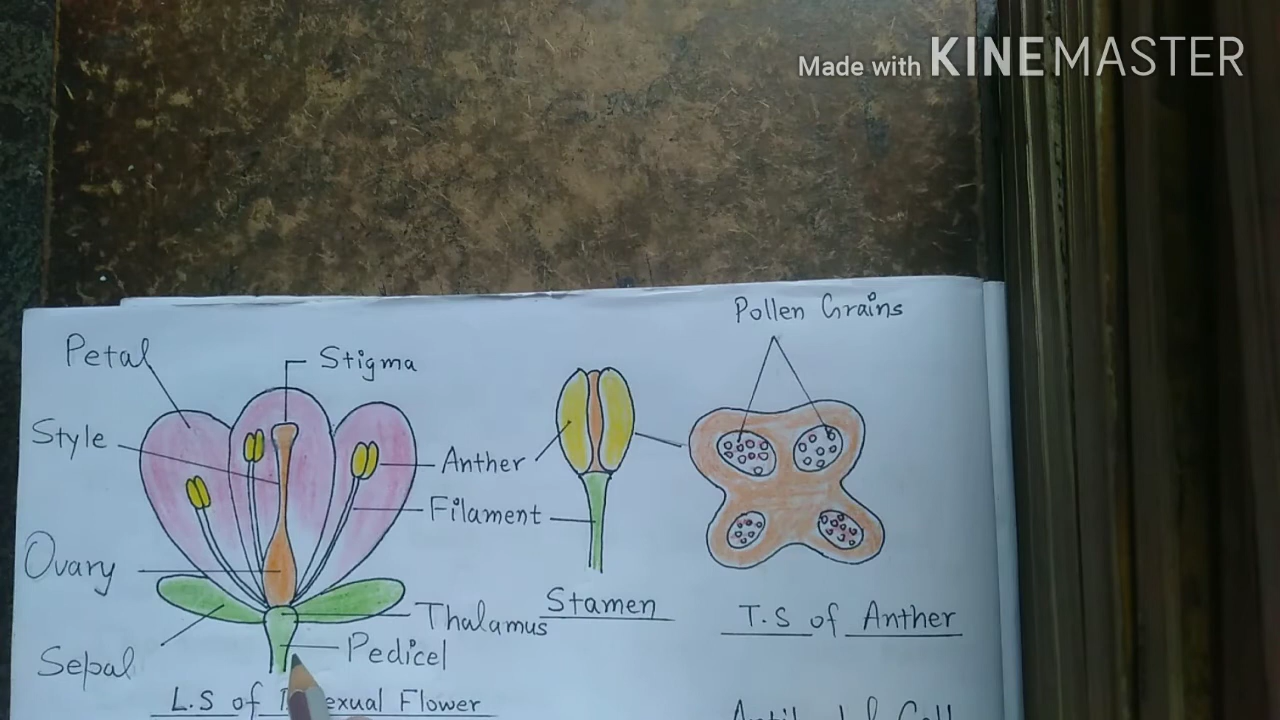 Made with KINEMASTER
Pollen Grains
Petal
Stigma
Style
Anther
Filament
Ovary
Stamen
T.S of Anther
Thalamus
Sepal
Pedicel
L.S of Flower